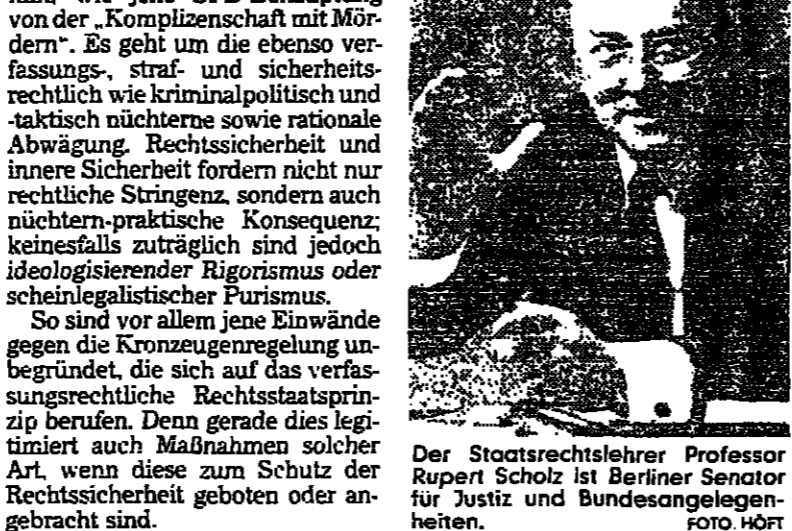 von der „Komplizenschaft mit Mör-
dern“. Es geht um die ebenso ver-
fassungs-, straf- und sicherheits-
rechtlich wie kriminalpolitisch und
-taktisch nüchterne sowie rationale
Abwägung. Rechtssicherheit und
innere Sicherheit fordern nicht nur
rechtliche Stringenz, sondern auch
nüchtern-praktische Konsequenz;
keinesfalls zuträglich sind jedoch
ideologisierender Rigorismus oder
scheinlegalistischer Purismus.
So sind vor allem jene Einwände
gegen die Kronzeugenregelung un-
begründet, die sich auf das verfas-
sungsrechtliche Rechtsstaatsprin-
zip berufen. Denn gerade dies legi-
timiert auch Maßnahmen solcher
Art, wenn diese zum Schutz der
Rechtssicherheit geboten oder an-
gebracht sind.
Der Staatsrechtslehrer Professor
Rupert Scholz ist Berliner Senator
für Justiz und Bundesangelegen-
heiten. FOTO: HÖFT